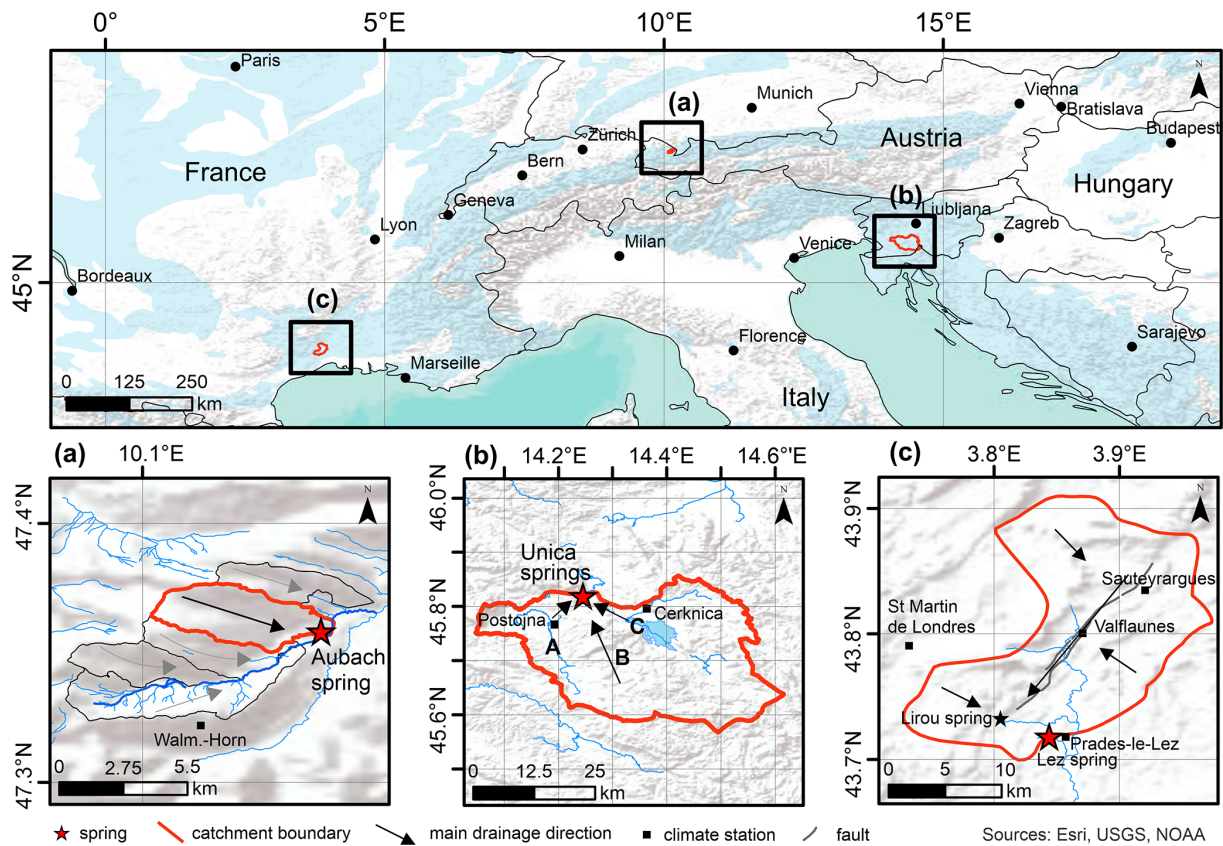 0° 5°E 10°E 15°E
Paris
N
Munich
Vienna
Bratislava
(a)
Zürich
Austria
Budapest
France
Bern
Hungary
Geneva
(b)
Ljubljana
Lyon
Zagreb
Milan
Venice
45°N
Bordeaux
(c)
Florence
Sarajevo
Marseille
Italy
0 125 250
km
(a) 10.1°E
N
47.4°N
47.3°N
Aubach
spring
Walm.-Horn
0 2.75 5.5
km
(b) 14.2°E 14.4°E 14.6°E
N
46.0°N
45.8°N
45.6°N
Unica
springs
Postojna
Cerknica
A
B
C
0 12.5 25
km
(c) 3.8°E 3.9°E
N
43.9°N
43.8°N
43.7°N
Sauteyrargues
St Martin
de Londres
Valflaunes
Lirou spring
Prades-le-Lez
Lez spring
0 5 10
km
spring catchment boundary main drainage direction climate station fault Sources: Esri, USGS, NOAA